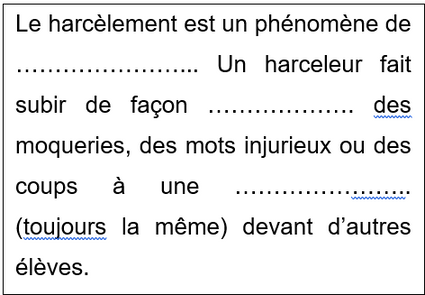 Le harcèlement est un phénomène de
…………………... Un harceleur fait
subir de façon ………………. des
moqueries, des mots injurieux ou des
coups à une …………………..
(toujours la même) devant d’autres
élèves.